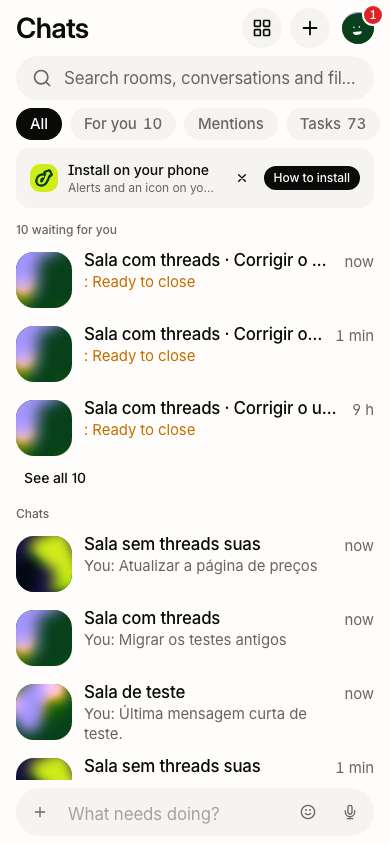 Chats
1
Search rooms, conversations and fil...
All
For you 10
Mentions
Tasks 73
Install on your phone
Alerts and an icon on yo...
How to install
10 waiting for you
Sala com threads · Corrigir o ...
now
: Ready to close
Sala com threads · Corrigir o...
1 min
: Ready to close
Sala com threads · Corrigir o u...
9 h
: Ready to close
See all 10
Chats
Sala sem threads suas
now
You: Atualizar a página de preços
Sala com threads
now
You: Migrar os testes antigos
Sala de teste
now
You: Última mensagem curta de
teste.
Sala sem threads suas
1 min
What needs doing?